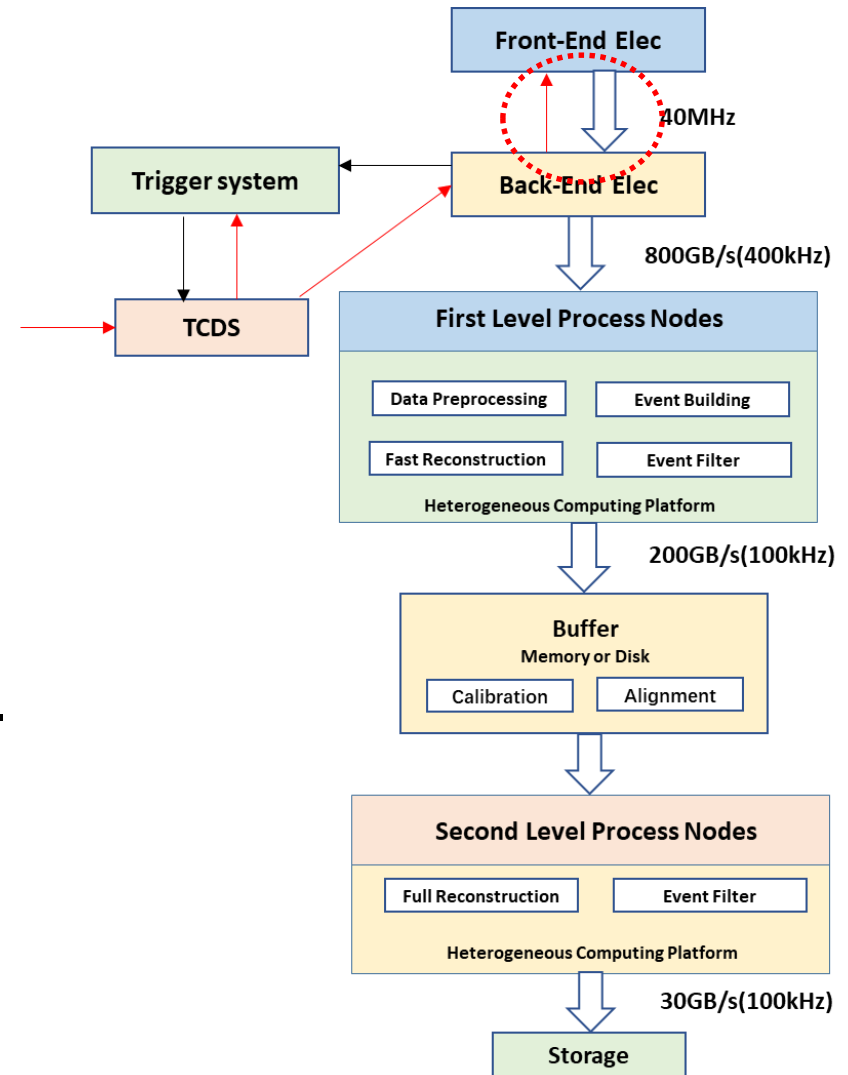 Front-End Elec
40MHz
Trigger system
Back-End Elec
800GB/s(400kHz)
TCDS
First Level Process Nodes
Data Preprocessing
Event Building
Fast Reconstruction
Event Filter
Heterogeneous Computing Platform
200GB/s(100kHz)
Buffer
Memory or Disk
Calibration
Alignment
Second Level Process Nodes
Full Reconstruction
Event Filter
Heterogeneous Computing Platform
30GB/s(100kHz)
Storage